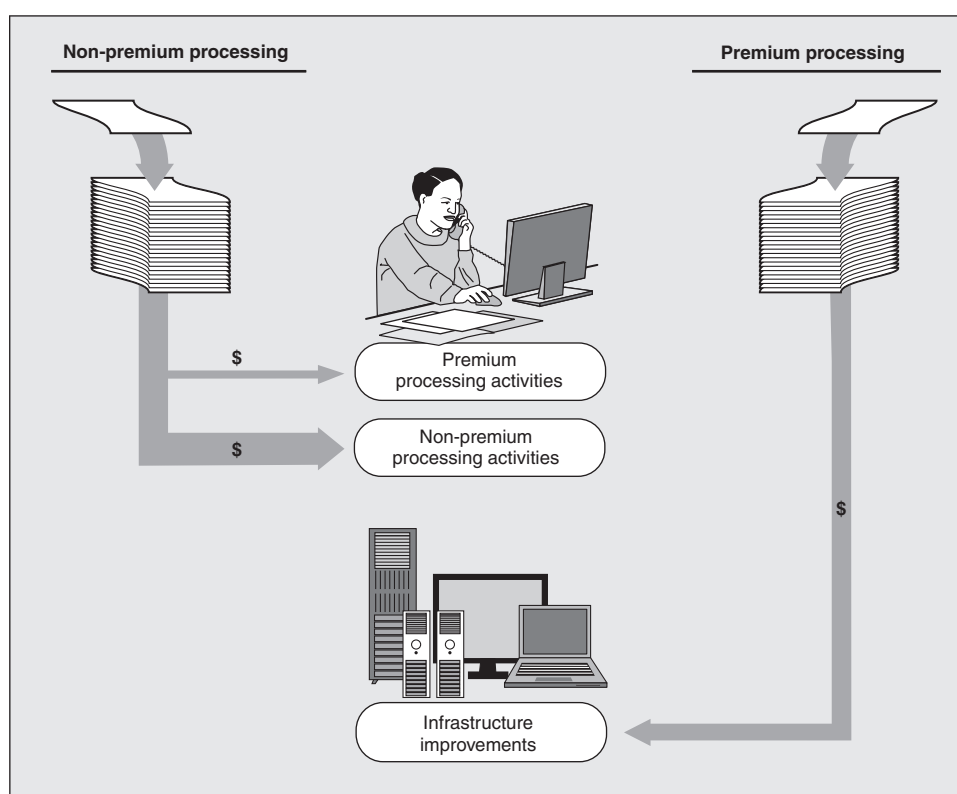 Non-premium processing
Premium processing
$
Premium
processing activities
$
Non-premium
processing activities
$
Infrastructure
improvements